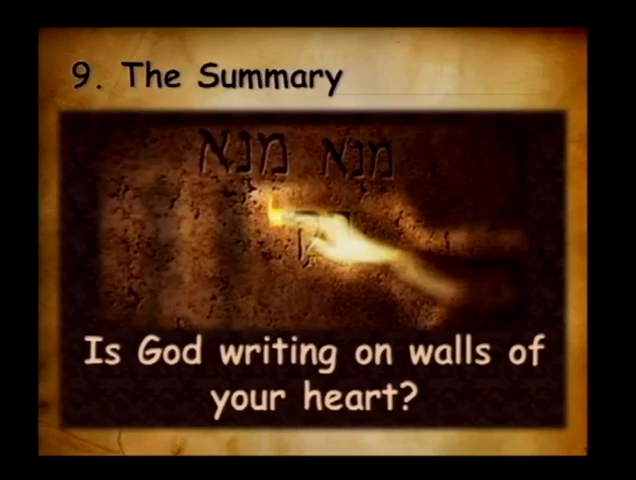 9. The Summary
מנא מנא
Is God writing on walls of
your heart?